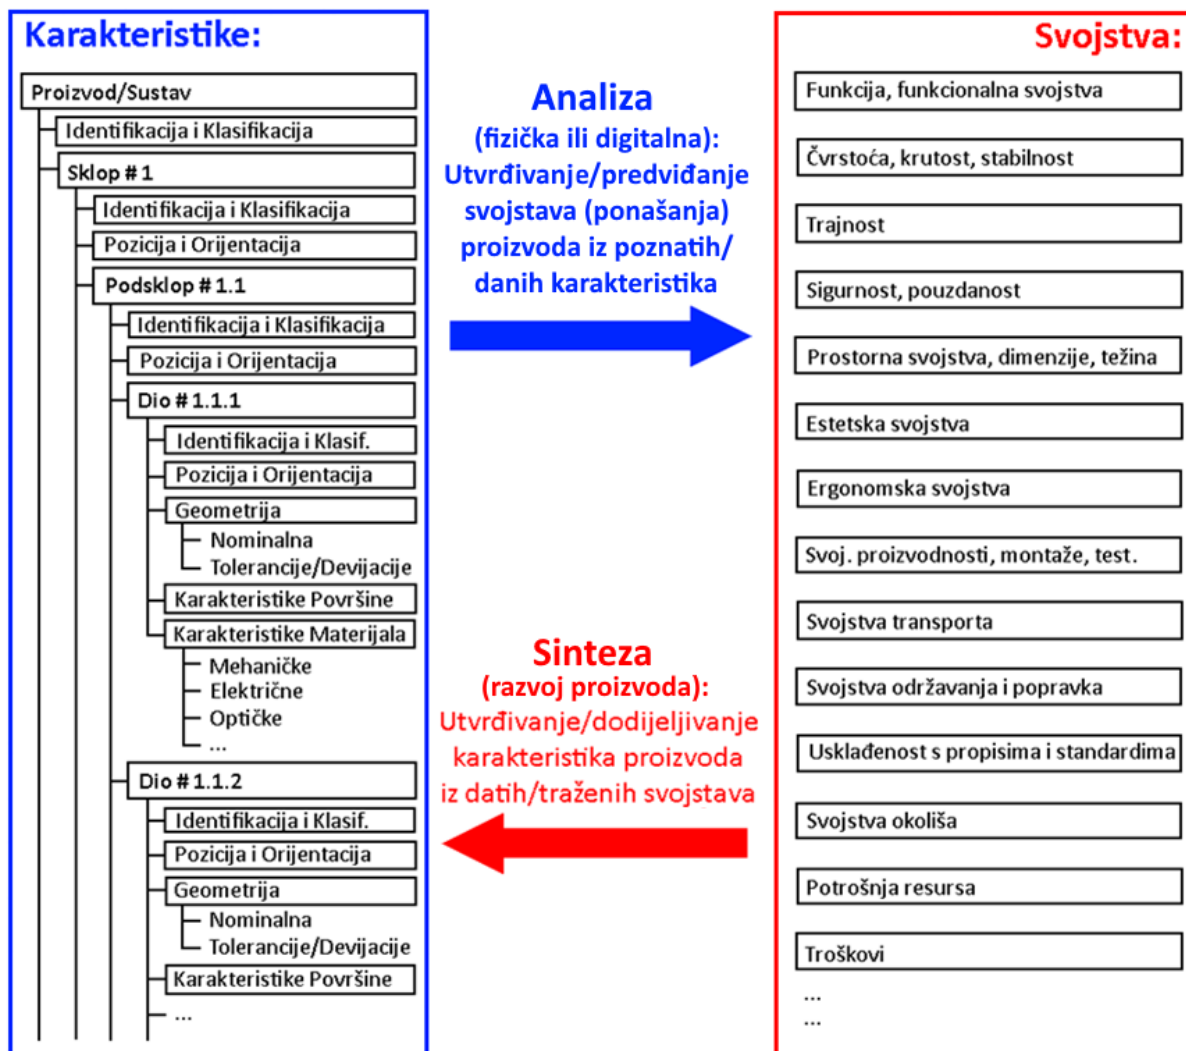 Karakteristike:
Proizvod/Sustav
Identifikacija i Klasifikacija
Sklop # 1
Identifikacija i Klasifikacija
Pozicija i Orijentacija
Podsklop # 1.1
Identifikacija i Klasifikacija
Pozicija i Orijentacija
Dio # 1.1.1
Identifikacija i Klasif.
Pozicija i Orijentacija
Geometrija
Nominalna
Tolerancije/Devijacije
Karakteristike Površine
Karakteristike Materijala
Mehaničke
Električne
Optičke
...
Dio # 1.1.2
Identifikacija i Klasif.
Pozicija i Orijentacija
Geometrija
Nominalna
Tolerancije/Devijacije
Karakteristike Površine
...
Analiza
(fizička ili digitalna):
Utvrđivanje/predviđanje
svojstava (ponašanja)
proizvoda iz poznatih/
danih karakteristika
Sinteza
(razvoj proizvoda):
Utvrđivanje/dodijeljivanje
karakteristika proizvoda
iz datih/traženih svojstava
Svojstva:
Funkcija, funkcionalna svojstva
Čvrstoća, krutost, stabilnost
Trajnost
Sigurnost, pouzdanost
Prostorna svojstva, dimenzije, težina
Estetska svojstva
Ergonomska svojstva
Svoj. proizvodnosti, montaže, test.
Svojstva transporta
Svojstva održavanja i popravka
Usklađenost s propisima i standardima
Svojstva okoliša
Potrošnja resursa
Troškovi
...
...